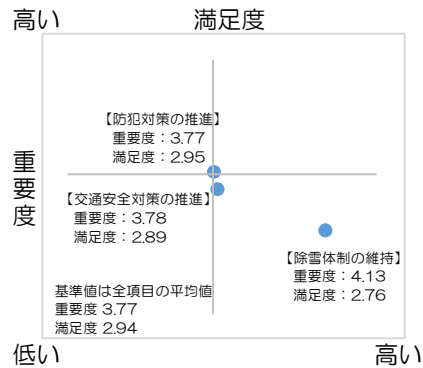 高い
満足度
【防犯対策の推進】
重要度：3.77
満足度：2.95
重要度
【交通安全対策の推進】
重要度：3.78
満足度：2.89
【除雪体制の維持】
重要度：4.13
満足度：2.76
基準値は全項目の平均値
重要度 3.77
満足度 2.94
低い
高い